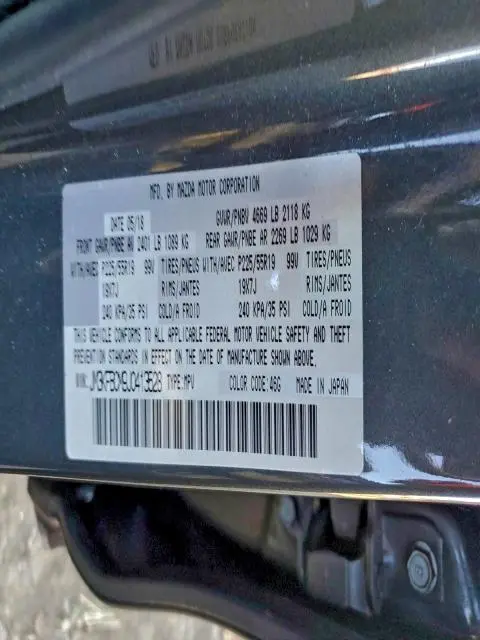 MFD. BY MAZDA MOTOR CORPORATION
DATE 05/18 GVWR/PNBV 4669 LB 2118 KG
FRONT GAWR/PNBE AV 2401 LB 1089 KG REAR GAWR/PNBE AR 2269 LB 1029 KG
WITH/AVEC P225/55R19 99V TIRES/PNEUS WITH/AVEC P225/55R19 99V TIRES/PNEUS
19X7J RIMS/JANTES 19X7J RIMS/JANTES
240 KPA/35 PSI COLD/A FROID 240 KPA/35 PSI COLD/A FROID
THIS VEHICLE CONFORMS TO ALL APPLICABLE FEDERAL MOTOR VEHICLE SAFETY AND THEFT
PREVENTION STANDARDS IN EFFECT ON THE DATE OF MANUFACTURE SHOWN ABOVE.
VIN: JM3KFBDM9J0413528 TYPE:MPV COLOR CODE:46G MADE IN JAPAN